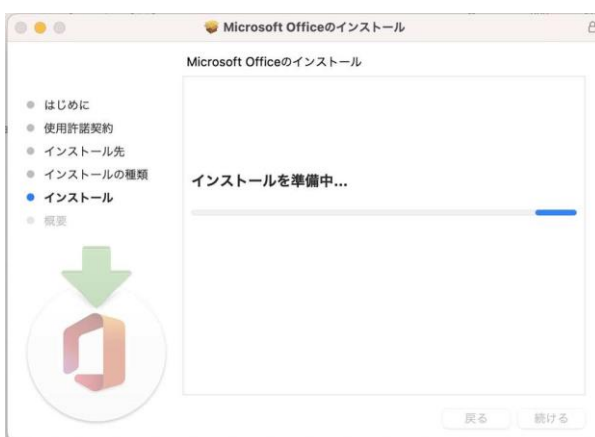 Microsoft Officeのインストール
Microsoft Officeのインストール
はじめに
使用許諾契約
インストール先
インストールの種類
インストール
概要
インストールを準備中...
戻る
続ける